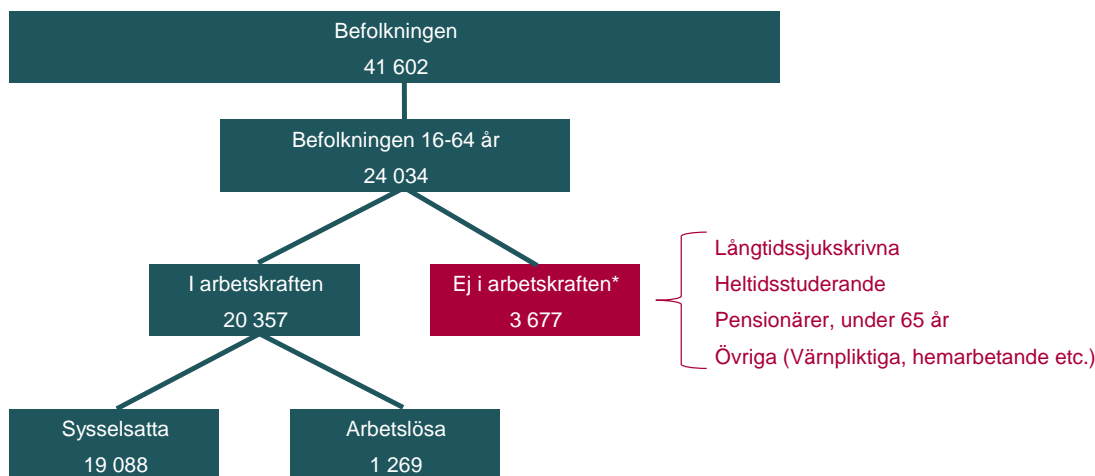 Befolkningen
41 602
Befolkningen 16-64 år
24 034
I arbetskraften
20 357
Ej i arbetskraften*
3 677
Långtidssjukskrivna
Heltidsstuderande
Pensionärer, under 65 år
Övriga (Värnpliktiga, hemarbetande etc.)
Sysselsatta
19 088
Arbetslösa
1 269